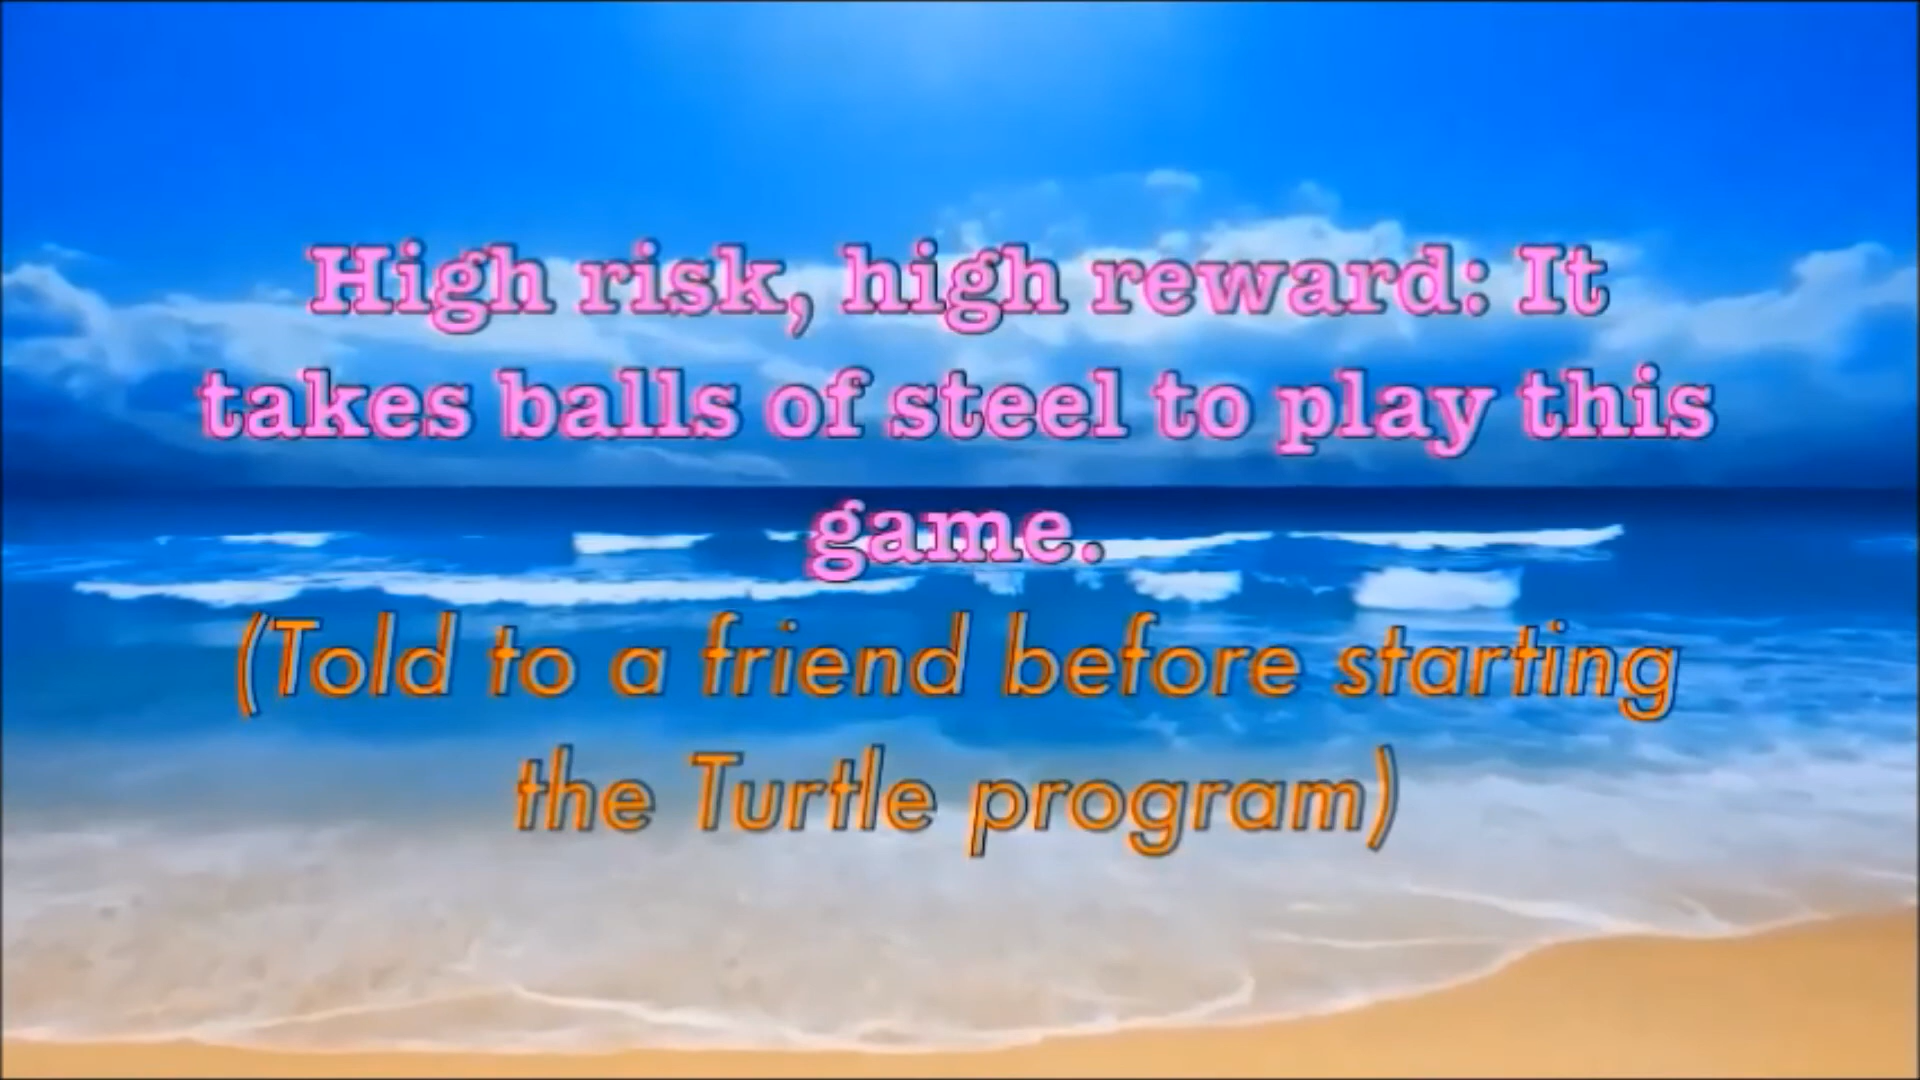 High risk, high reward: It
takes balls of steel to play this
game.
(Told to a friend before starting
the Turtle program)